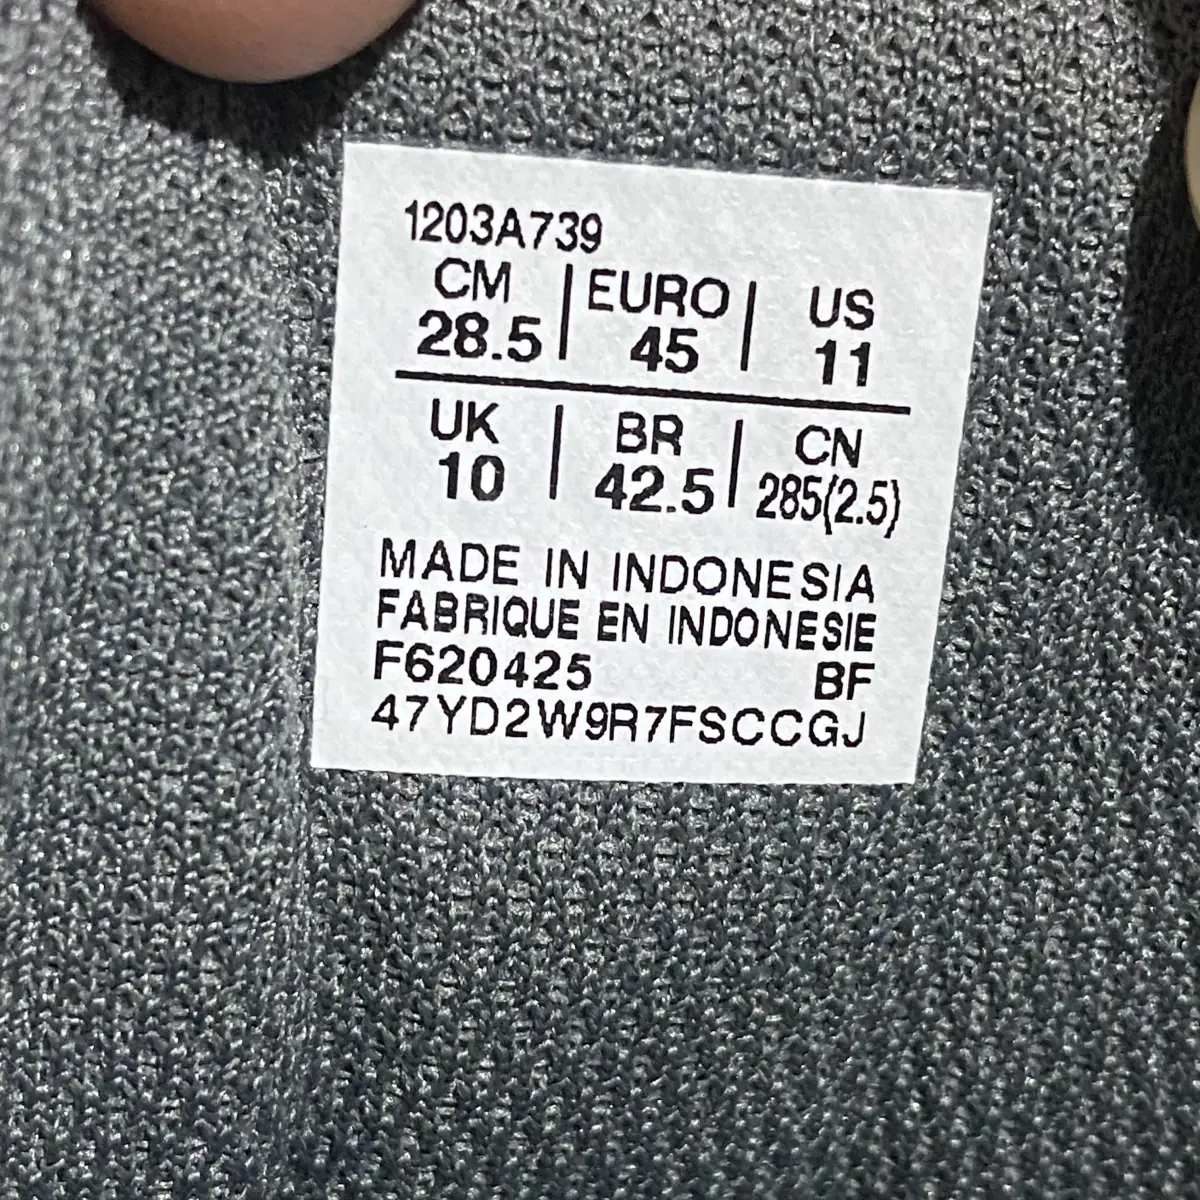 1203A739
CM | EURO | US
28.5 | 45 | 11
UK | BR | CN
10 | 42.5 | 285(2.5)
MADE IN INDONESIA
FABRIQUE EN INDONESIE
F620425 BF
47YD2W9R7FSCCGJ